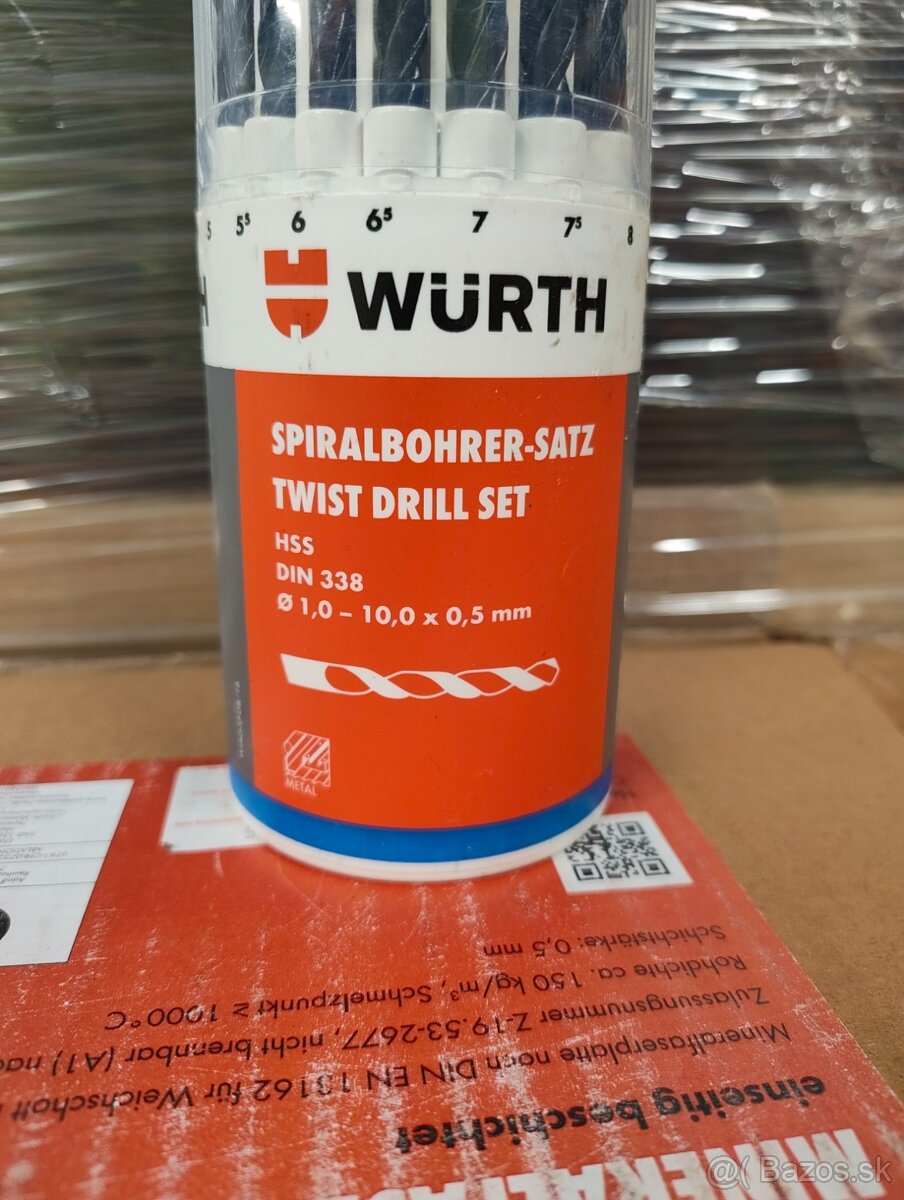 5 5⁵ 6 6⁵ 7 7⁵ 8
H WÜRTH
SPIRALBOHRER-SATZ
TWIST DRILL SET
HSS
DIN 338
Ø 1,0 – 10,0 x 0,5 mm
METAL
MINERALFAS
einseitig beschichtet
Mineralfaserplatte nach DIN EN 13162 für Weichschott
Zulassungsnummer Z-19.53-2677, nicht brennbar (A1) nac
Rohdichte ca. 150 kg/m³, Schmelzpunkt ≥ 1000°C
Schichtstärke: 0,5 mm
@( Bazos.sk